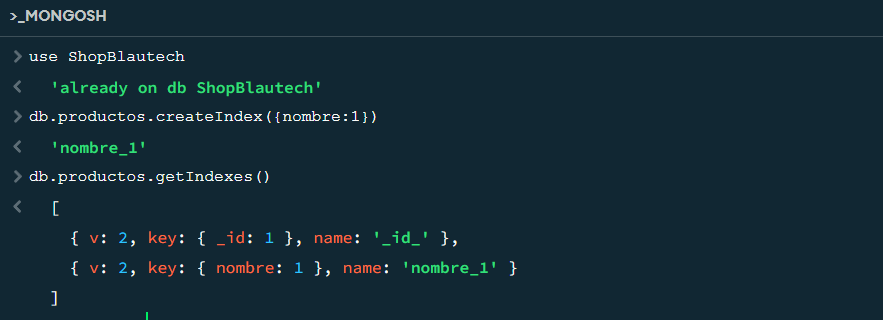 >_MONGOSH
> use ShopBlautech
< 'already on db ShopBlautech'
> db.productos.createIndex({nombre:1})
< 'nombre_1'
> db.productos.getIndexes()
< [
{ v: 2, key: { _id: 1 }, name: '_id_' },
{ v: 2, key: { nombre: 1 }, name: 'nombre_1' }
]